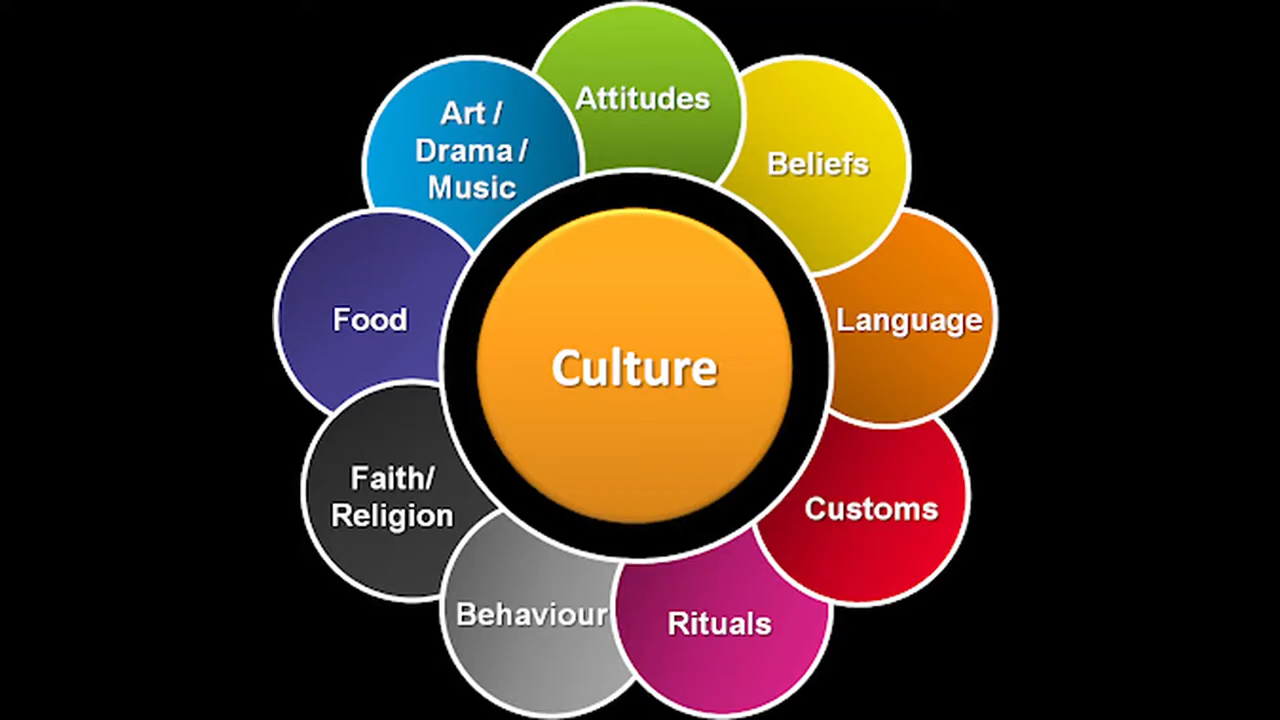 Attitudes
Beliefs
Language
Customs
Rituals
Behaviour
Faith/
Religion
Food
Art /
Drama /
Music
Culture